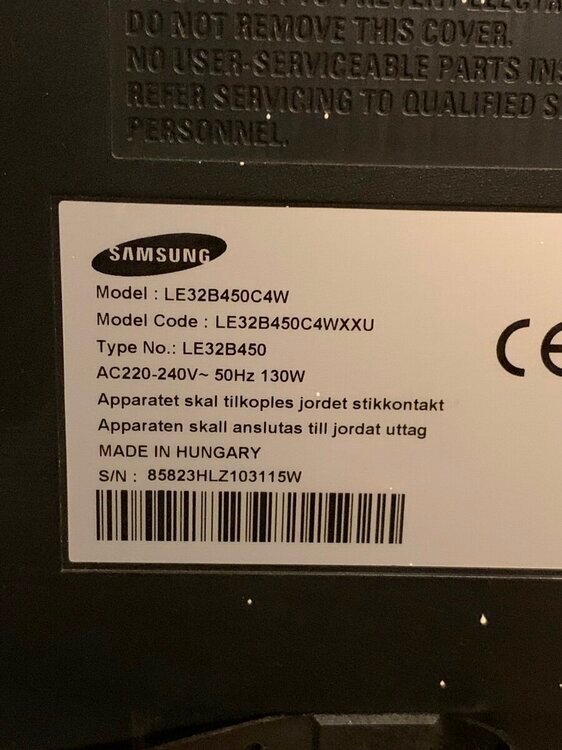 DO NOT REMOVE THIS COVER.
NO USER-SERVICEABLE PARTS
REFER SERVICING TO QUALIFIED
PERSONNEL.
SAMSUNG
Model : LE32B450C4W
Model Code : LE32B450C4WXXU
Type No.: LE32B450
AC220-240V~ 50Hz 130W
Apparatet skal tilkoples jordet stikkontakt
Apparaten skall anslutas till jordat uttag
MADE IN HUNGARY
S/N : 85823HLZ103115W
CE